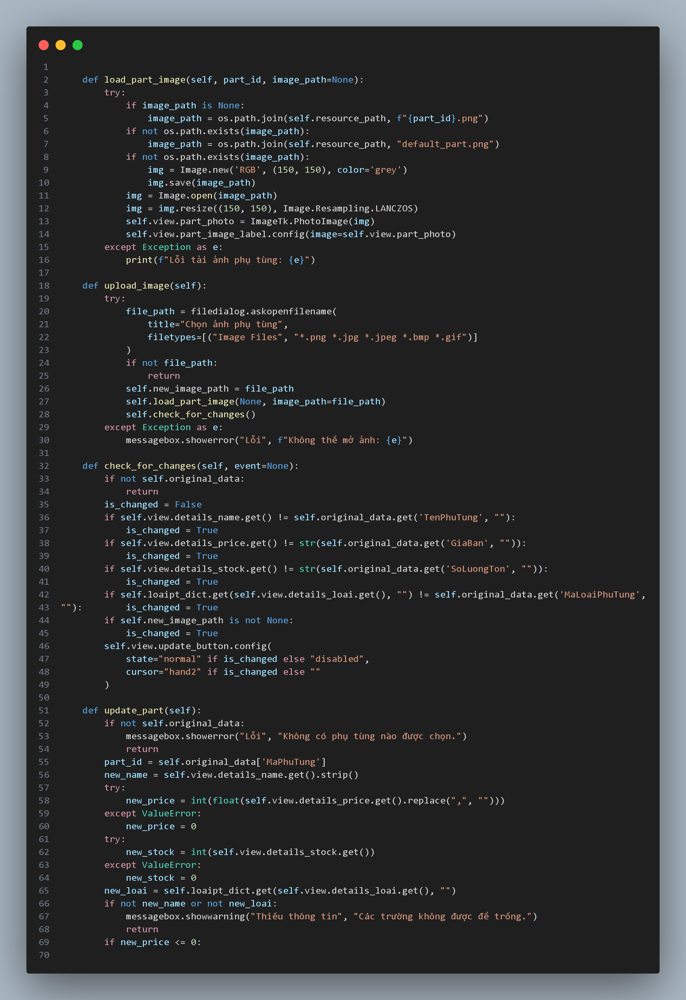 1
2     def load_part_image(self, part_id, image_path=None):
3         try:
4             if image_path is None:
5                 image_path = os.path.join(self.resource_path, f"{part_id}.png")
6             if not os.path.exists(image_path):
7                 image_path = os.path.join(self.resource_path, "default_part.png")
8             if not os.path.exists(image_path):
9                 img = Image.new('RGB', (150, 150), color='grey')
10                 img.save(image_path)
11             img = Image.open(image_path)
12             img = img.resize((150, 150), Image.Resampling.LANCZOS)
13             self.view.part_photo = ImageTk.PhotoImage(img)
14             self.view.part_image_label.config(image=self.view.part_photo)
15         except Exception as e:
16             print(f"Lỗi tải ảnh phụ tùng: {e}")
17
18     def upload_image(self):
19         try:
20             file_path = filedialog.askopenfilename(
21                 title="Chọn ảnh phụ tùng",
22                 filetypes=[("Image Files", "*.png *.jpg *.jpeg *.bmp *.gif")]
23             )
24             if not file_path:
25                 return
26             self.new_image_path = file_path
27             self.load_part_image(None, image_path=file_path)
28             self.check_for_changes()
29         except Exception as e:
30             messagebox.showerror("Lỗi", f"Không thể mở ảnh: {e}")
31
32     def check_for_changes(self, event=None):
33         if not self.original_data:
34             return
35         is_changed = False
36         if self.view.details_name.get() != self.original_data.get('TenPhuTung', ""):
37             is_changed = True
38         if self.view.details_price.get() != str(self.original_data.get('GiaBan', "")):
39             is_changed = True
40         if self.view.details_stock.get() != str(self.original_data.get('SoLuongTon', "")):
41             is_changed = True
42         if self.loaipt_dict.get(self.view.details_loai.get(), "") != self.original_data.get('MaLoaiPhuTung',
43 ""):        is_changed = True
44         if self.new_image_path is not None:
45             is_changed = True
46         self.view.update_button.config(
47             state="normal" if is_changed else "disabled",
48             cursor="hand2" if is_changed else ""
49         )
50
51     def update_part(self):
52         if not self.original_data:
53             messagebox.showerror("Lỗi", "Không có phụ tùng nào được chọn.")
54             return
55         part_id = self.original_data['MaPhuTung']
56         new_name = self.view.details_name.get().strip()
57         try:
58             new_price = int(float(self.view.details_price.get().replace(",", "")))
59         except ValueError:
60             new_price = 0
61         try:
62             new_stock = int(self.view.details_stock.get())
63         except ValueError:
64             new_stock = 0
65         new_loai = self.loaipt_dict.get(self.view.details_loai.get(), "")
66         if not new_name or not new_loai:
67             messagebox.showwarning("Thiếu thông tin", "Các trường không được để trống.")
68             return
69         if new_price <= 0:
70